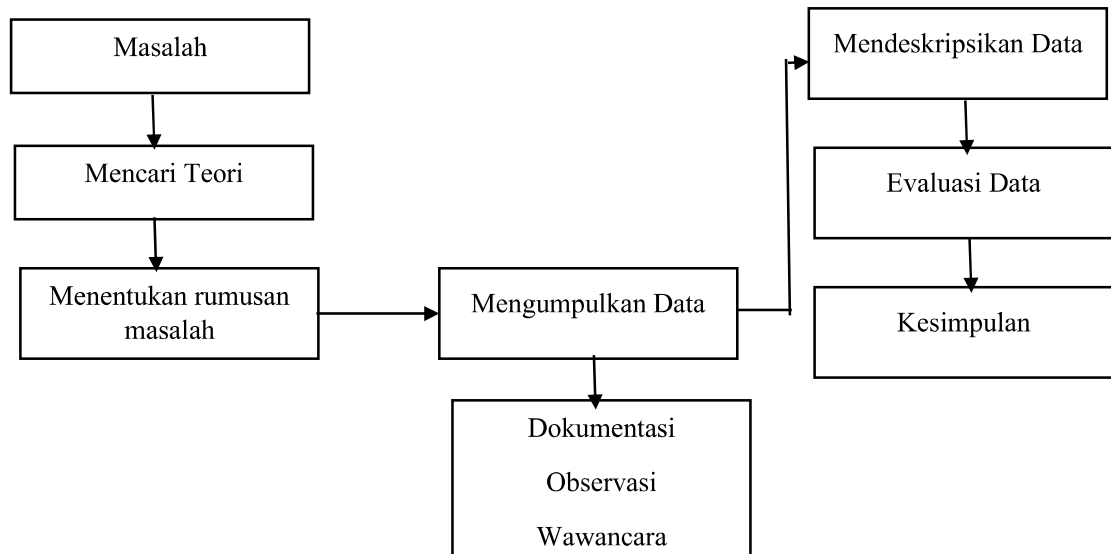 Masalah
Mencari Teori
Menentukan rumusan
masalah
Mengumpulkan Data
Dokumentasi
Observasi
Wawancara
Mendeskripsikan Data
Evaluasi Data
Kesimpulan